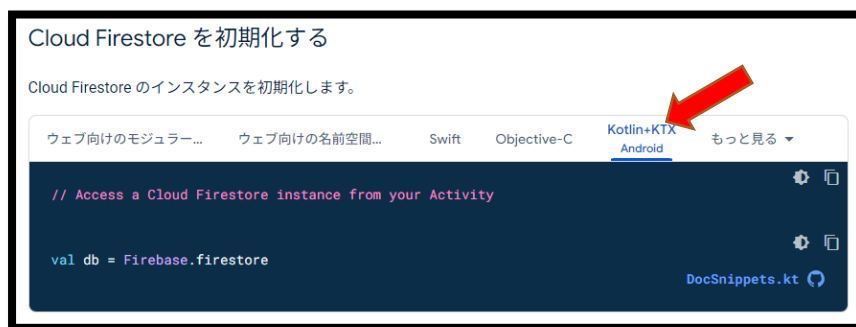 Cloud Firestore を初期化する
Cloud Firestore のインスタンスを初期化します。
ウェブ向けのモジュラー... ウェブ向けの名前空間... Swift Objective-C Kotlin+KTX もっと見る
Android
// Access a Cloud Firestore instance from your Activity
val db = Firebase.firestore
DocSnippets.kt